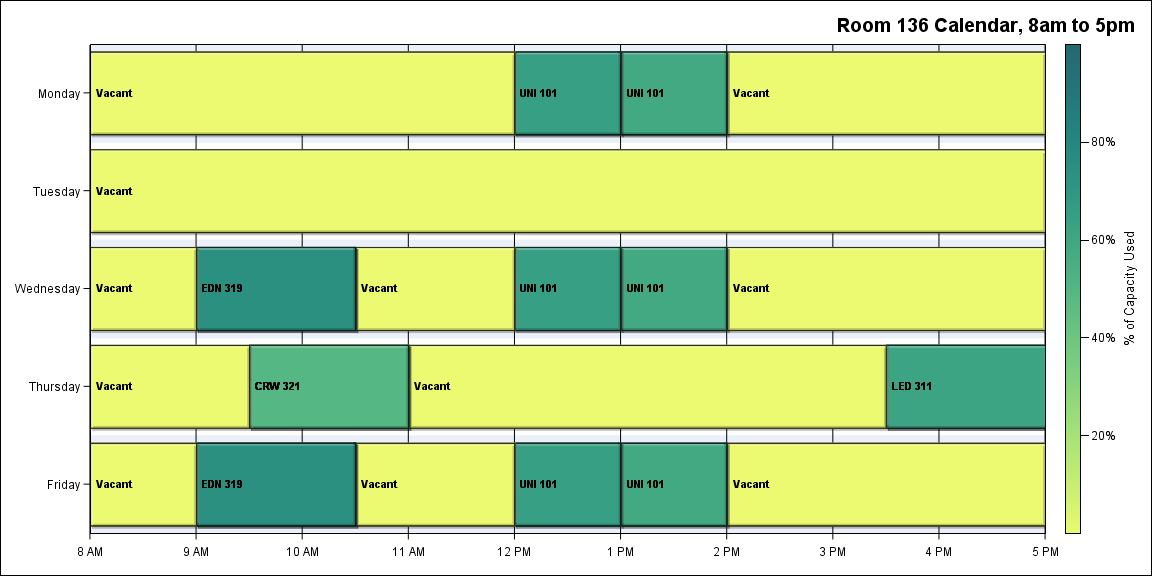 Room 136 Calendar, 8am to 5pm
Monday
Vacant
UNI 101
UNI 101
Vacant
Tuesday
Vacant
Wednesday
Vacant
EDN 319
Vacant
UNI 101
UNI 101
Vacant
Thursday
Vacant
CRW 321
Vacant
LED 311
Friday
Vacant
EDN 319
Vacant
UNI 101
UNI 101
Vacant
8 AM
9 AM
10 AM
11 AM
12 PM
1 PM
2 PM
3 PM
4 PM
5 PM
80%
60%
40%
20%
% of Capacity Used